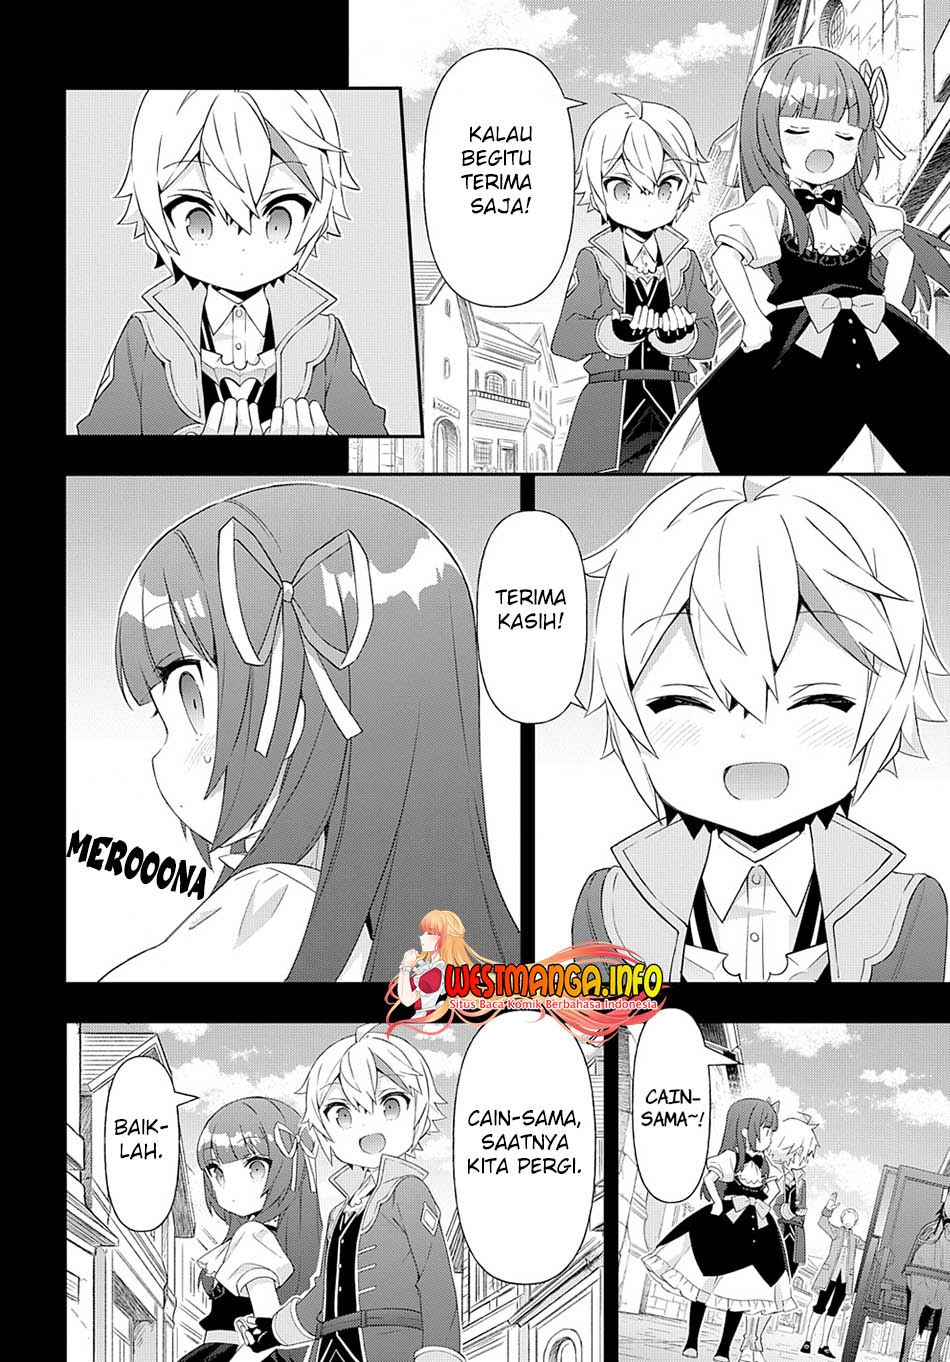 KALAU
BEGITU
TERIMA
SAJA!
TERIMA
KASIH!
MEROOONA
WESTMANGA.INFO
Situs Baca Komik Berbahasa Indonesia
CAIN-
SAMA~!
CAIN-SAMA,
SAATNYA
KITA PERGI.
BAIK-
LAH.